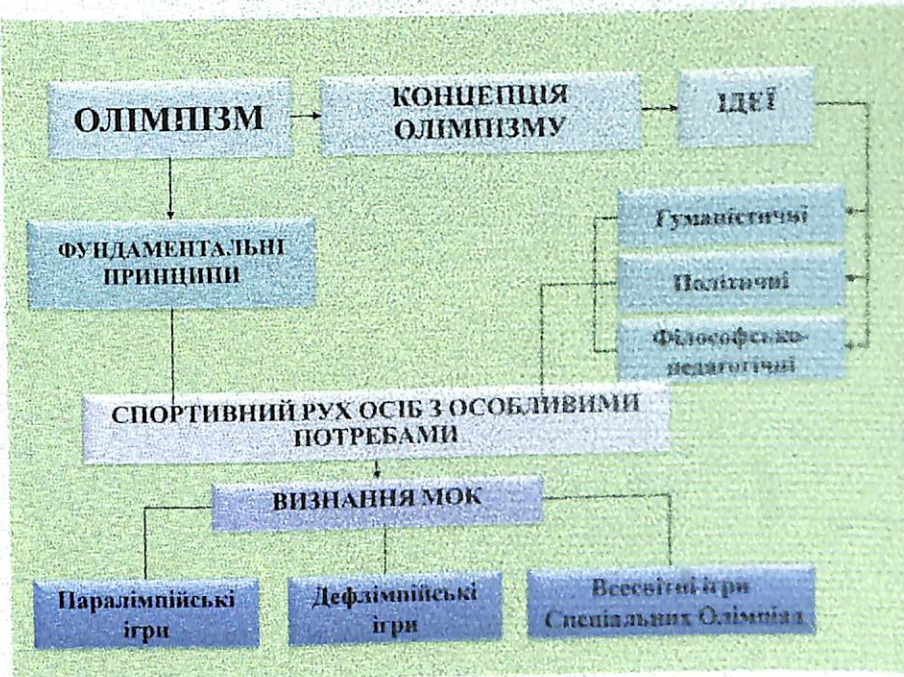 ОЛІМПІЗМ
КОНЦЕПЦІЯ
ОЛІМПІЗМУ
ІДЕЇ
ФУНДАМЕНТАЛЬНІ
ПРИНЦИПИ
Гуманістичні
Політичні
Філософсько-
педагогічні
СПОРТИВНИЙ РУХ ОСІБ З ОСОБЛИВИМИ
ПОТРЕБАМИ
ВИЗНАННЯ МОК
Паралімпійські
ігри
Дефлімпійські
ігри
Всесвітні ігри
Спеціальних Олімпіад